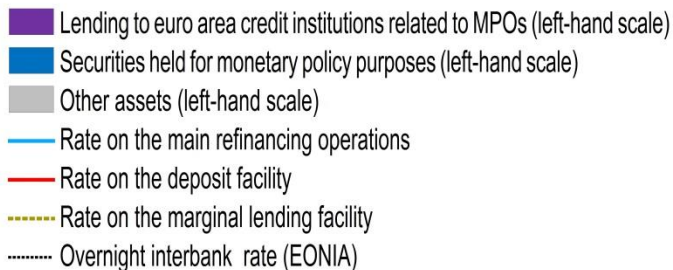 Lending to euro area credit institutions related to MPOs (left-hand scale)
Securities held for monetary policy purposes (left-hand scale)
Other assets (left-hand scale)
Rate on the main refinancing operations
Rate on the deposit facility
Rate on the marginal lending facility
Overnight interbank rate (EONIA)